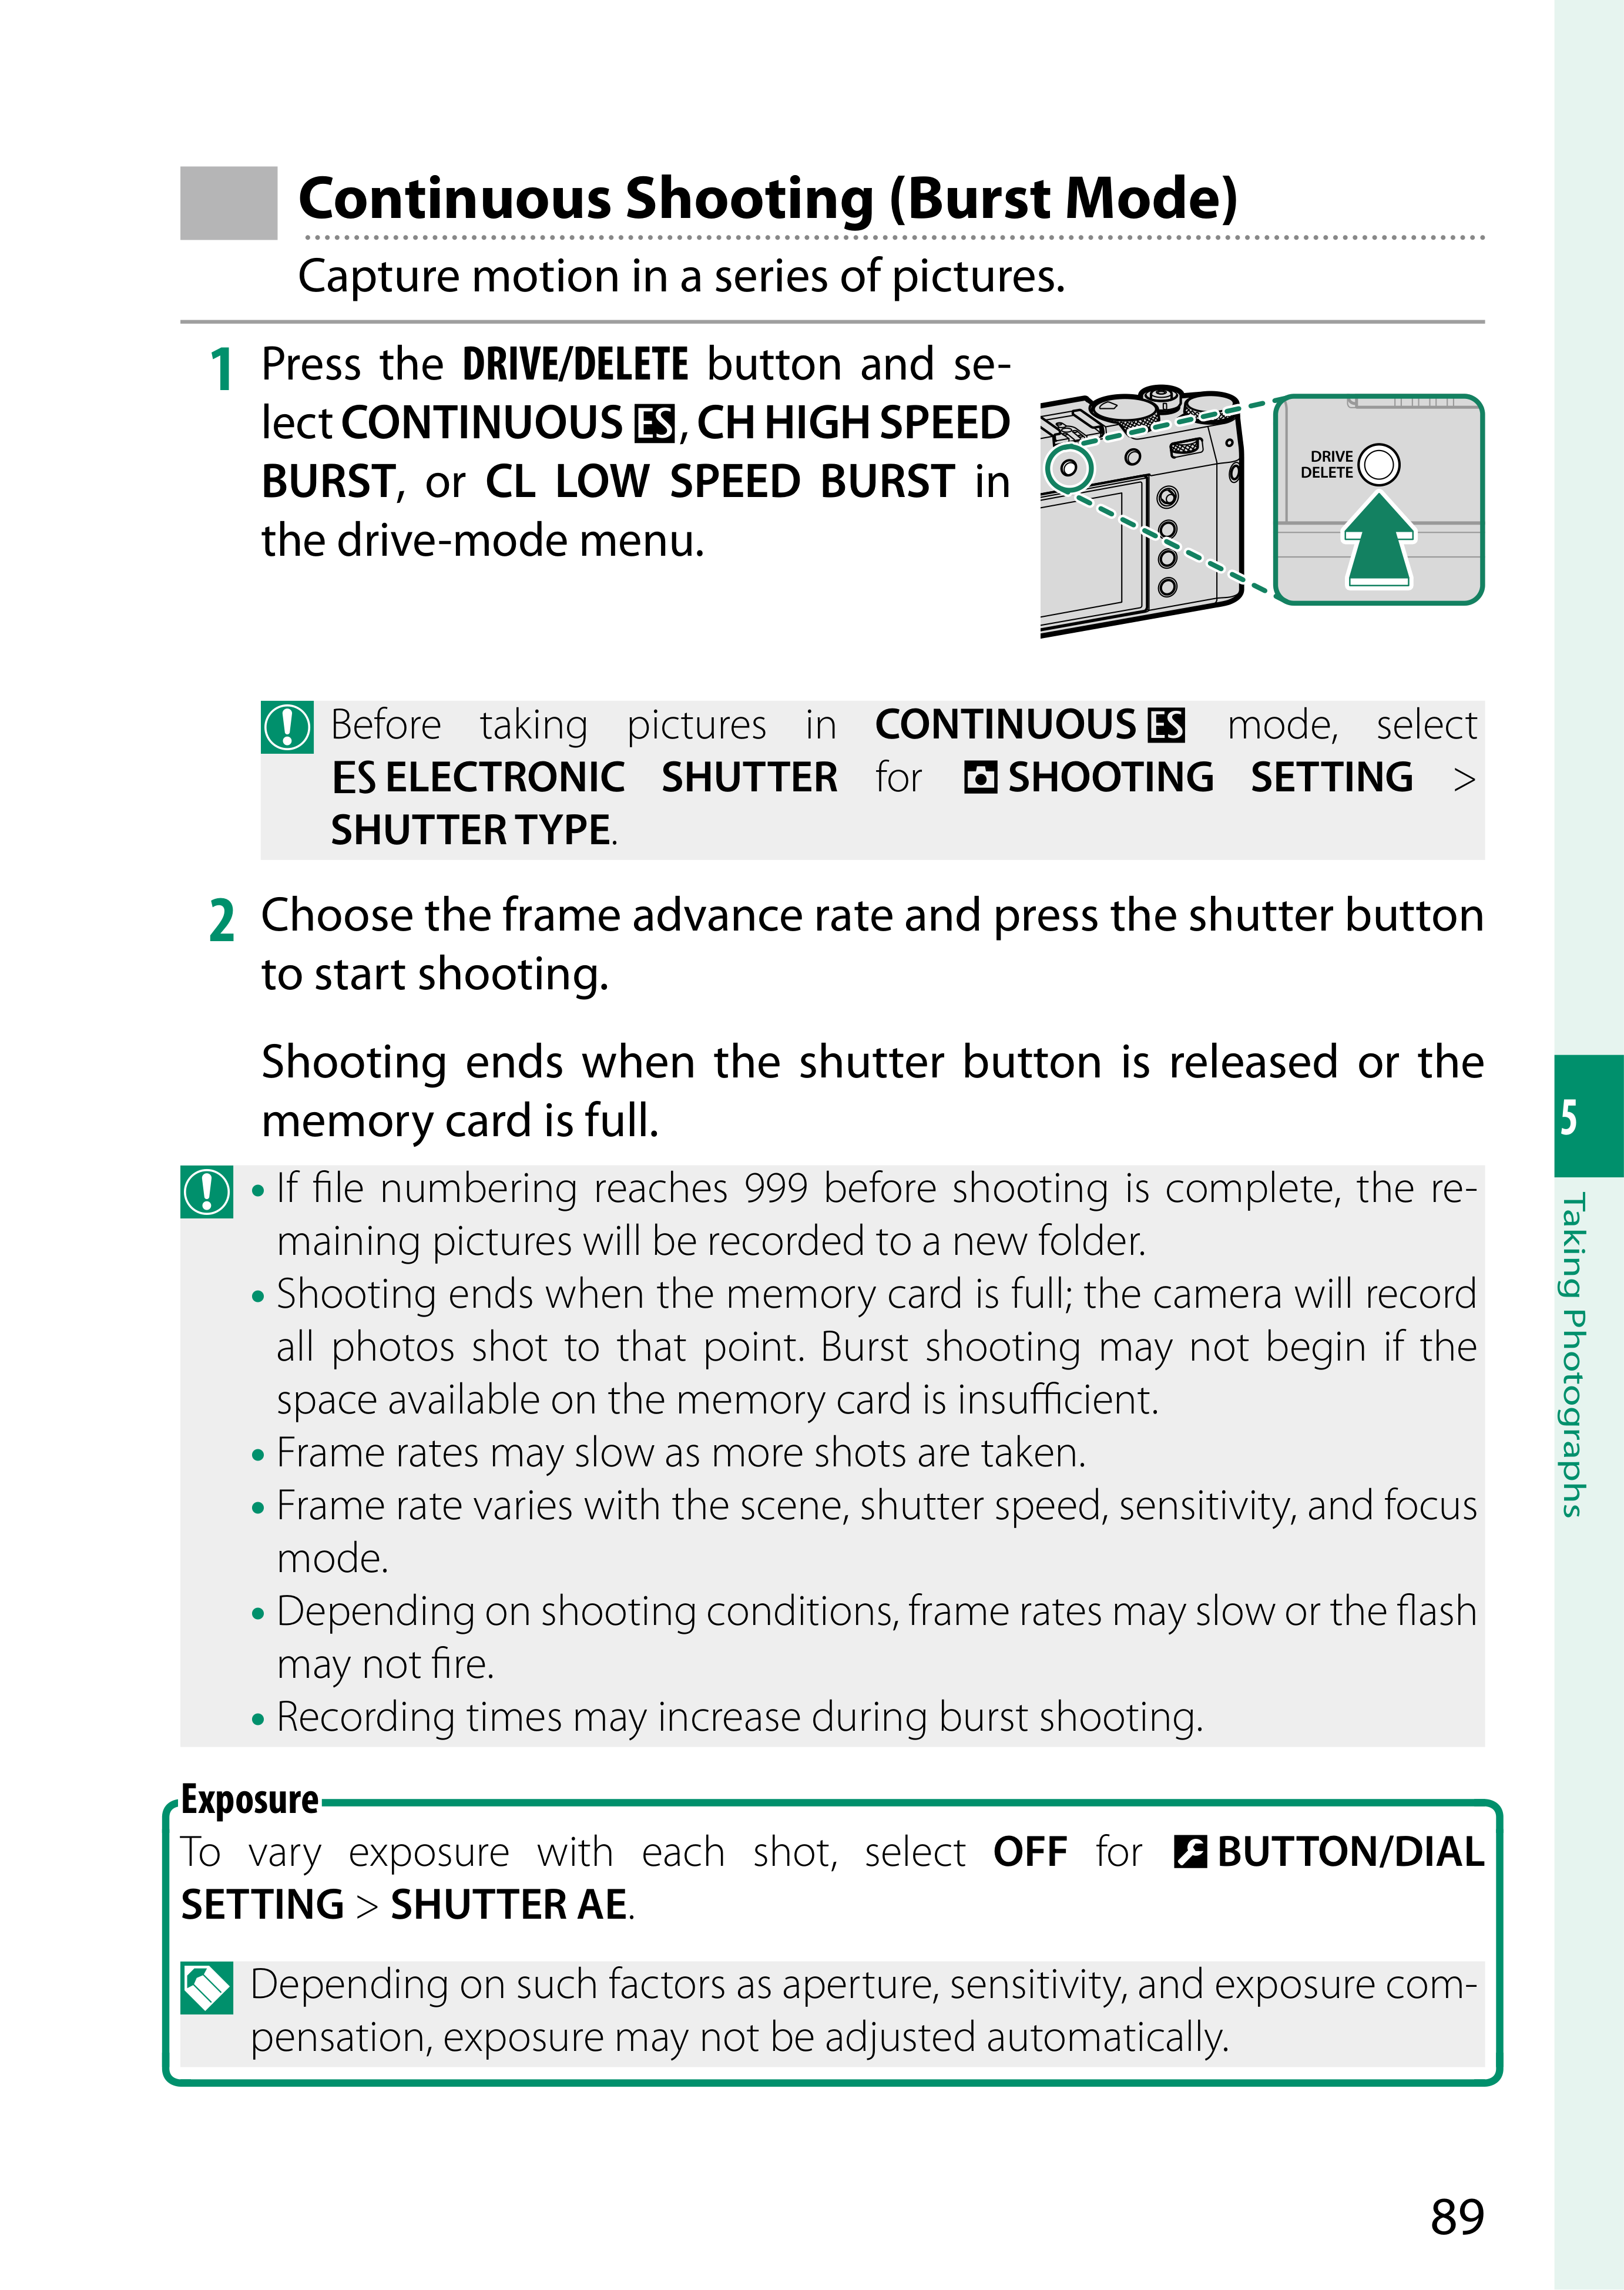 Continuous Shooting (Burst Mode)
Capture motion in a series of pictures.
1 Press the DRIVE/DELETE button and se-
lect CONTINUOUS ES, CH HIGH SPEED
BURST, or CL LOW SPEED BURST in
the drive-mode menu.
DRIVE
DELETE
Before taking pictures in CONTINUOUS ES mode, select
ES ELECTRONIC SHUTTER for SHOOTING SETTING >
SHUTTER TYPE.
2 Choose the frame advance rate and press the shutter button
to start shooting.
Shooting ends when the shutter button is released or the
memory card is full.
• If file numbering reaches 999 before shooting is complete, the re-
maining pictures will be recorded to a new folder.
• Shooting ends when the memory card is full; the camera will record
all photos shot to that point. Burst shooting may not begin if the
space available on the memory card is insufficient.
• Frame rates may slow as more shots are taken.
• Frame rate varies with the scene, shutter speed, sensitivity, and focus
mode.
• Depending on shooting conditions, frame rates may slow or the flash
may not fire.
• Recording times may increase during burst shooting.
Exposure
To vary exposure with each shot, select OFF for BUTTON/DIAL
SETTING > SHUTTER AE.
Depending on such factors as aperture, sensitivity, and exposure com-
pensation, exposure may not be adjusted automatically.
5
Taking Photographs
89